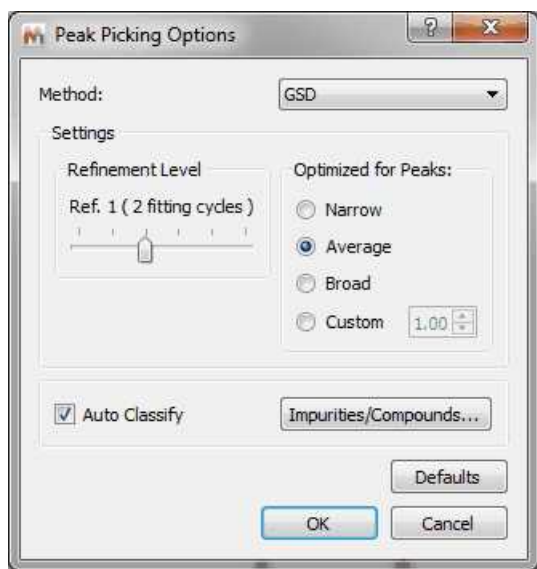 Peak Picking Options
Method: GSD
Settings
Refinement Level
Ref. 1 ( 2 fitting cycles )
Optimized for Peaks:
Narrow
Average
Broad
Custom 1.00
Auto Classify Impurities/Compounds...
Defaults
OK Cancel